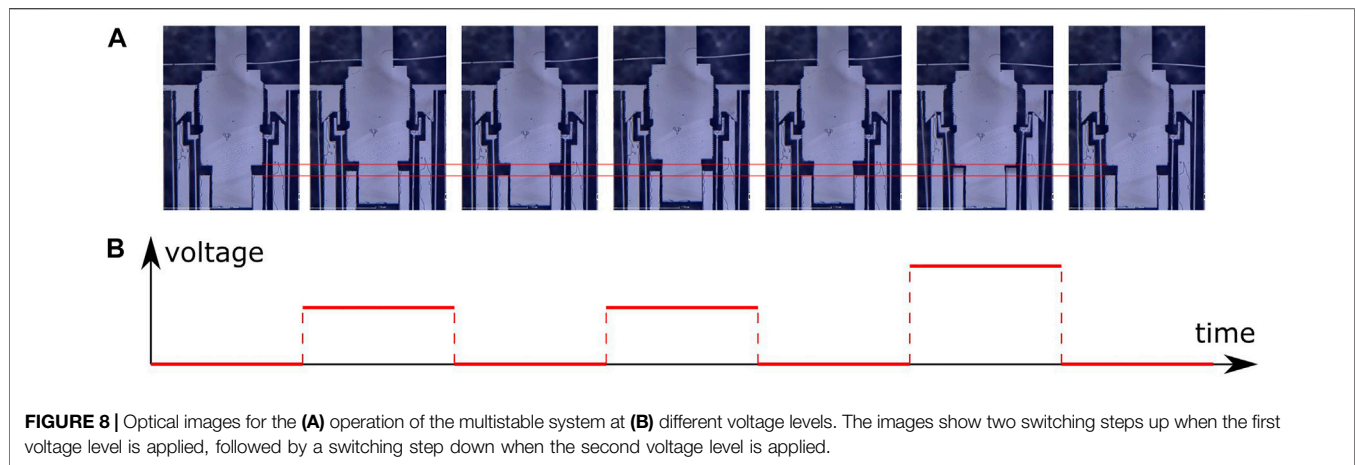 A
B
voltage
time
FIGURE 8 | Optical images for the (A) operation of the multistable system at (B) different voltage levels. The images show two switching steps up when the first
voltage level is applied, followed by a switching step down when the second voltage level is applied.